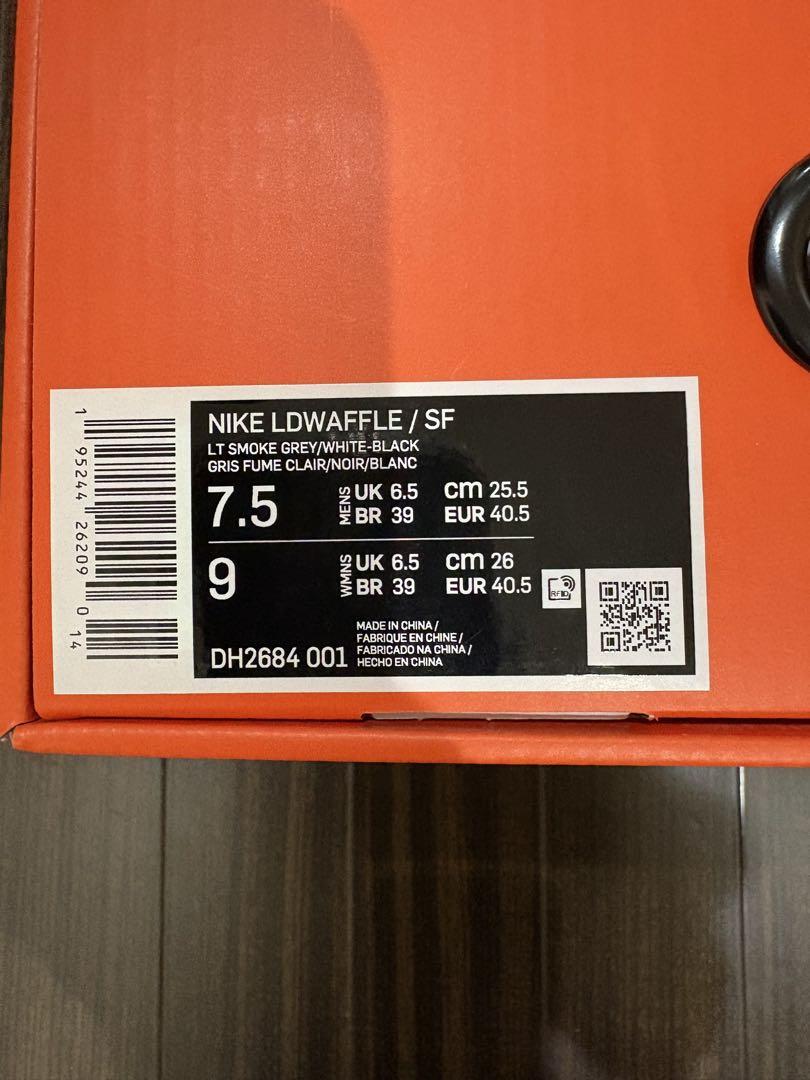 NIKE LDWAFFLE / SF
LT SMOKE GREY/WHITE-BLACK
GRIS FUME CLAIR/NOIR/BLANC
7.5 MENS UK 6.5 cm 25.5
BR 39 EUR 40.5
9 WMNS UK 6.5 cm 26
BR 39 EUR 40.5
RFID
DH2684 001
MADE IN CHINA /
FABRIQUE EN CHINE /
FABRICADO NA CHINA /
HECHO EN CHINA
1 95244 26209 0 14